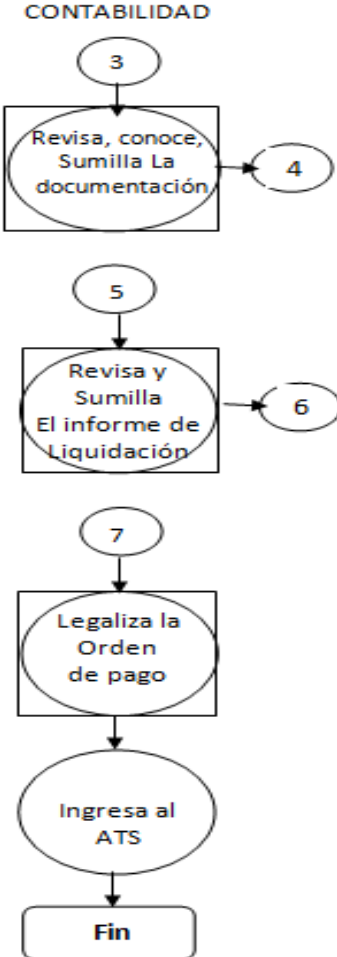 CONTABILIDAD
3
Revisa, conoce,
Sumilla La
documentación
4
5
Revisa y
Sumilla
El informe de
Liquidación
6
7
Legaliza la
Orden
de pago
Ingresa al
ATS
Fin